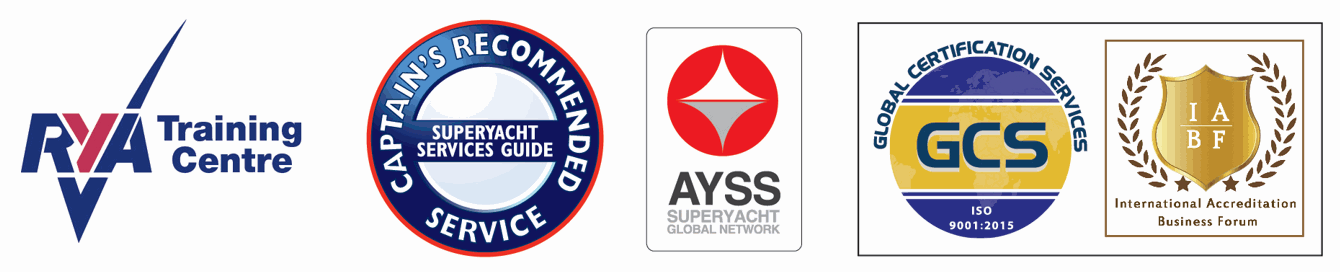 RYA Training
Centre
CAPTAIN'S RECOMMENDED
SUPERYACHT
SERVICES GUIDE
SERVICE
AYSS
SUPERYACHT
GLOBAL NETWORK
GLOBAL CERTIFICATION SERVICES
GCS
ISO
9001:2015
I A
B F
International Accreditation
Business Forum